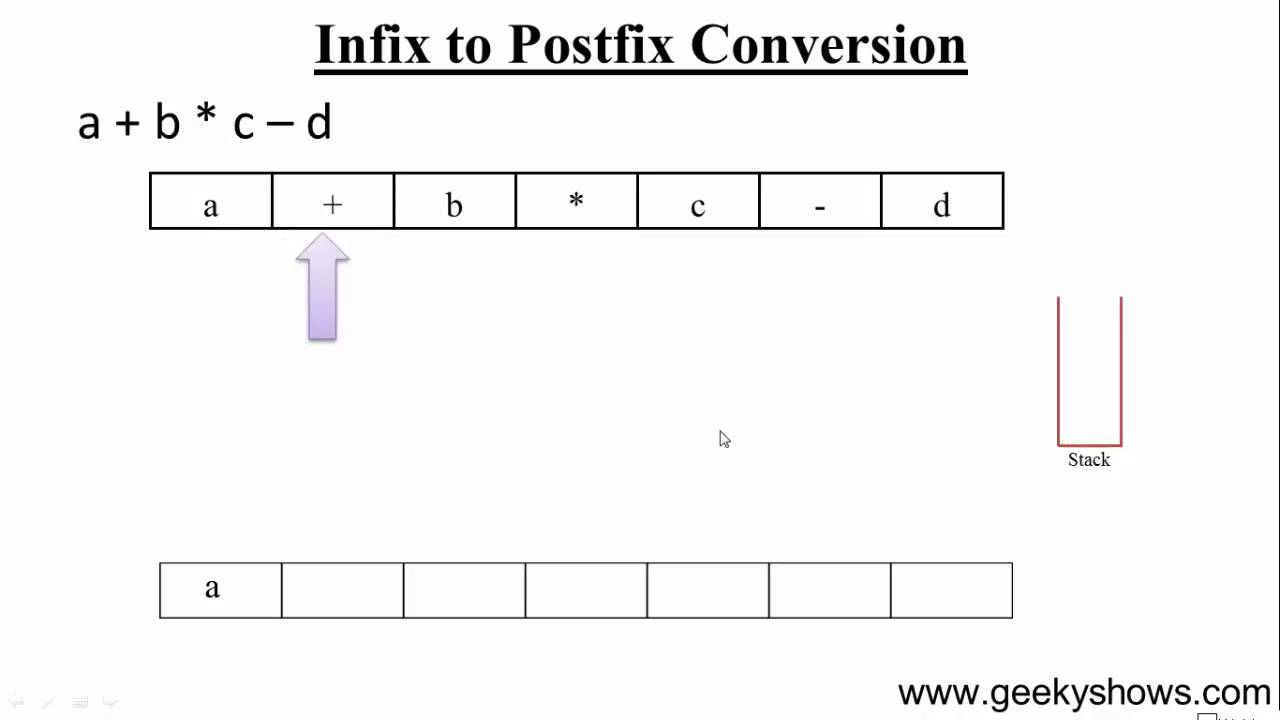 Infix to Postfix Conversion
a + b * c – d
a + b * c - d
Stack
a
www.geekyshows.com